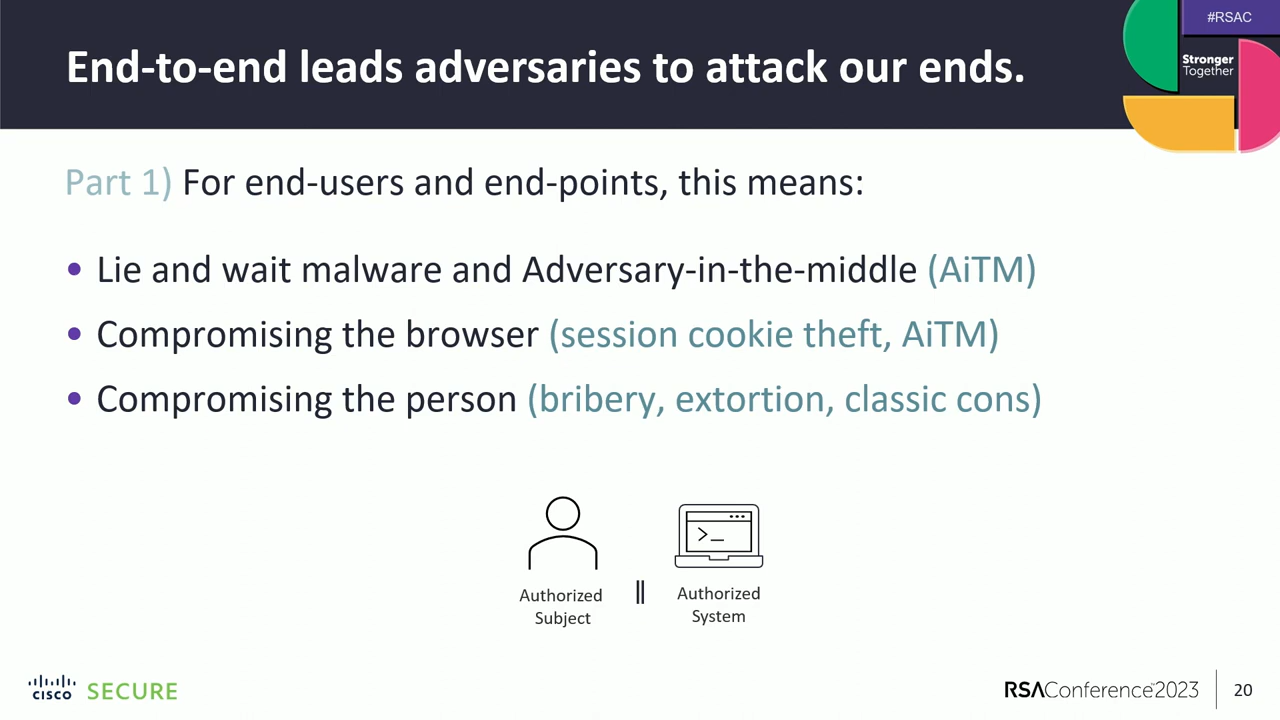 #RSAC
End-to-end leads adversaries to attack our ends.
Stronger
Together
Part 1) For end-users and end-points, this means:
• Lie and wait malware and Adversary-in-the-middle (AiTM)
• Compromising the browser (session cookie theft, AiTM)
• Compromising the person (bribery, extortion, classic cons)
>_
Authorized
Subject
||
Authorized
System
CISCO SECURE
RSAConference™2023
20